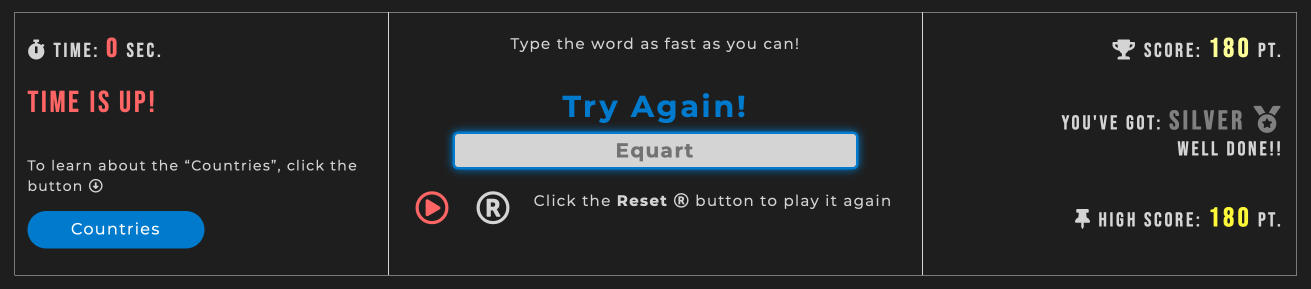 TIME: 0 SEC.
TIME IS UP!
To learn about the “Countries”, click the
button
Countries
Type the word as fast as you can!
Try Again!
Equart
R
Click the Reset ® button to play it again
SCORE: 180 PT.
YOU'VE GOT: SILVER
WELL DONE!!
HIGH SCORE: 180 PT.